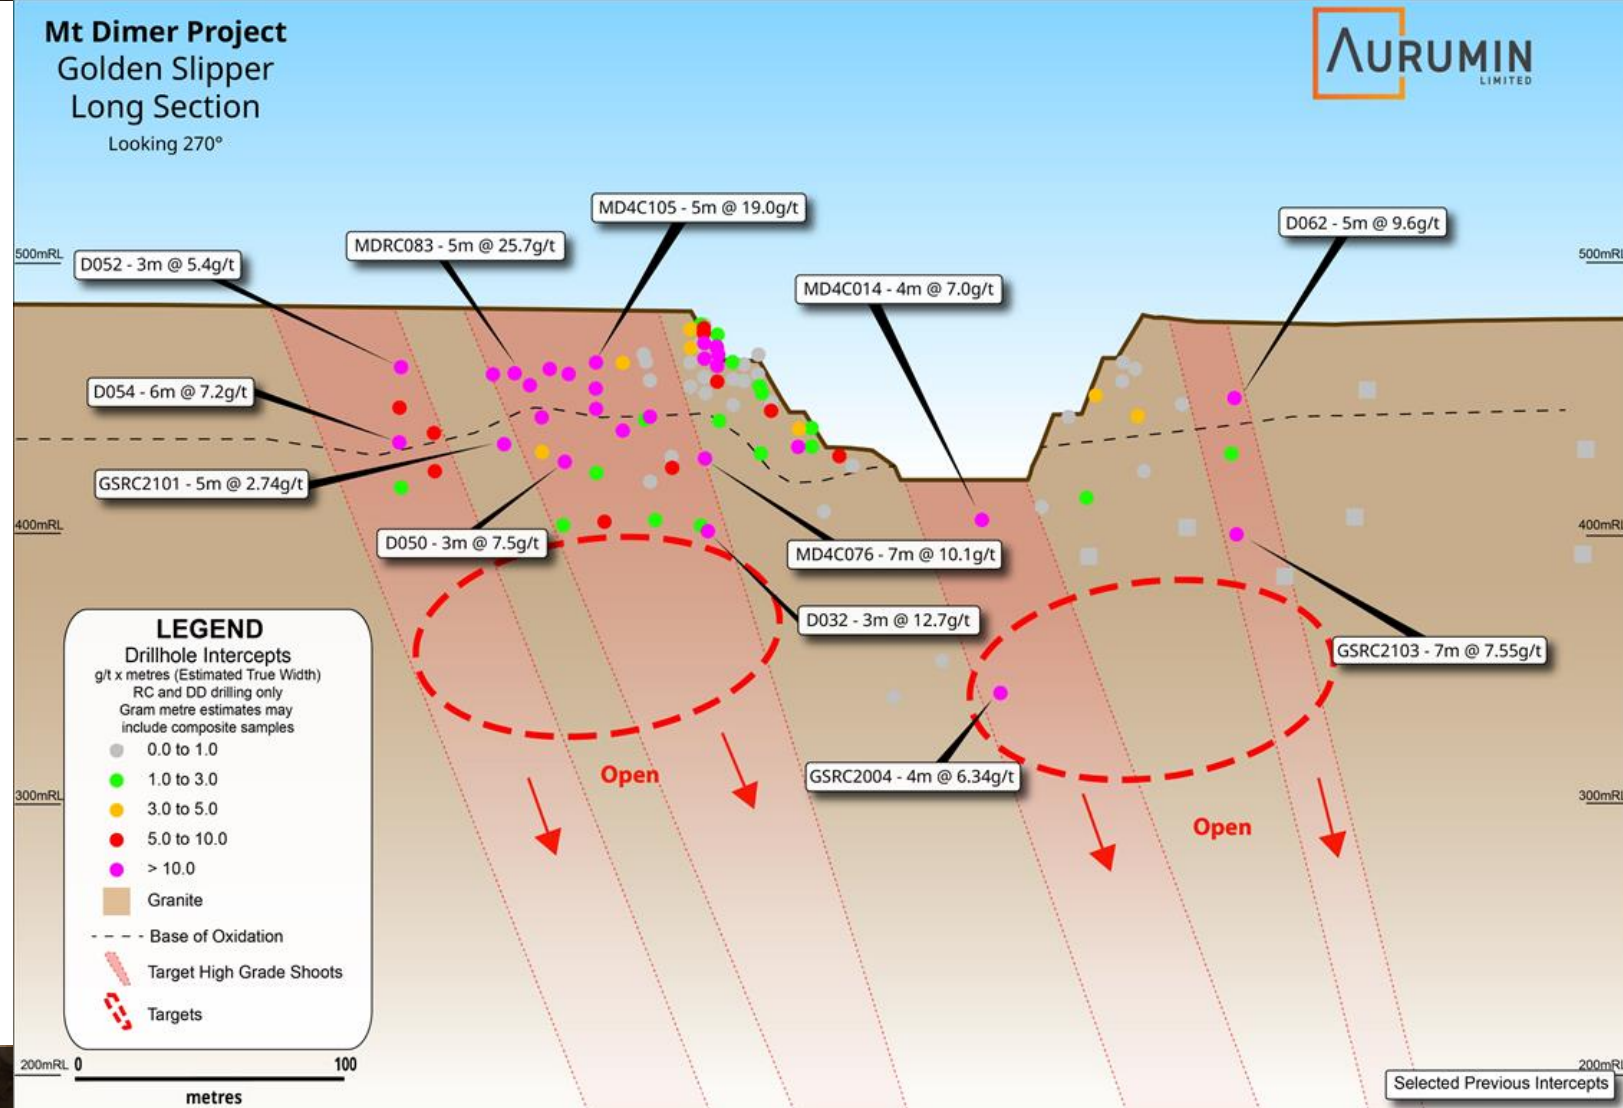 Mt Dimer Project
Golden Slipper
Long Section
Looking 270°
AURUMIN
LIMITED
MD4C105 - 5m @ 19.0g/t
D062 - 5m @ 9.6g/t
MDRC083 - 5m @ 25.7g/t
500mRL
500mRL
D052 - 3m @ 5.4g/t
MD4C014 - 4m @ 7.0g/t
D054 - 6m @ 7.2g/t
GSRC2101 - 5m @ 2.74g/t
400mRL
400mRL
D050 - 3m @ 7.5g/t
MD4C076 - 7m @ 10.1g/t
D032 - 3m @ 12.7g/t
GSRC2103 - 7m @ 7.55g/t
GSRC2004 - 4m @ 6.34g/t
Open
Open
300mRL
300mRL
LEGEND
Drillhole Intercepts
g/t x metres (Estimated True Width)
RC and DD drilling only
Gram metre estimates may
include composite samples
0.0 to 1.0
1.0 to 3.0
3.0 to 5.0
5.0 to 10.0
> 10.0
Granite
Base of Oxidation
Target High Grade Shoots
Targets
200mRL
0 100
metres
200mRL
Selected Previous Intercepts